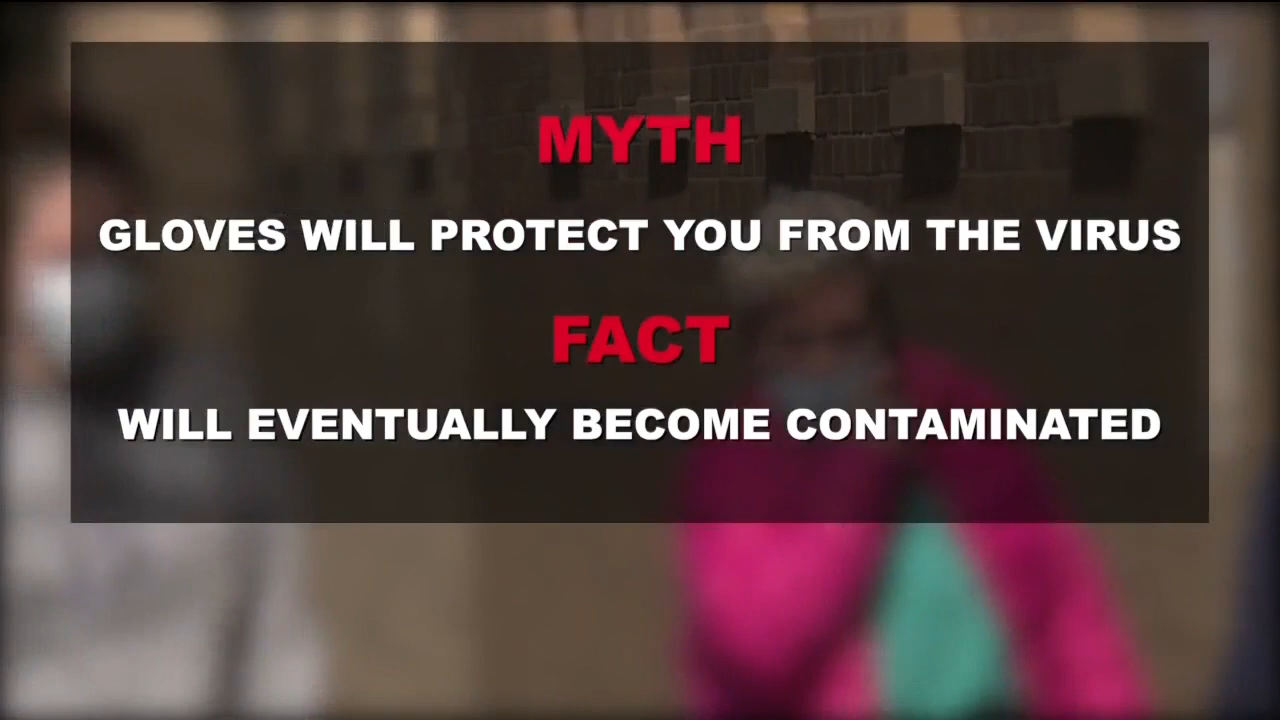 MYTH
GLOVES WILL PROTECT YOU FROM THE VIRUS
FACT
WILL EVENTUALLY BECOME CONTAMINATED